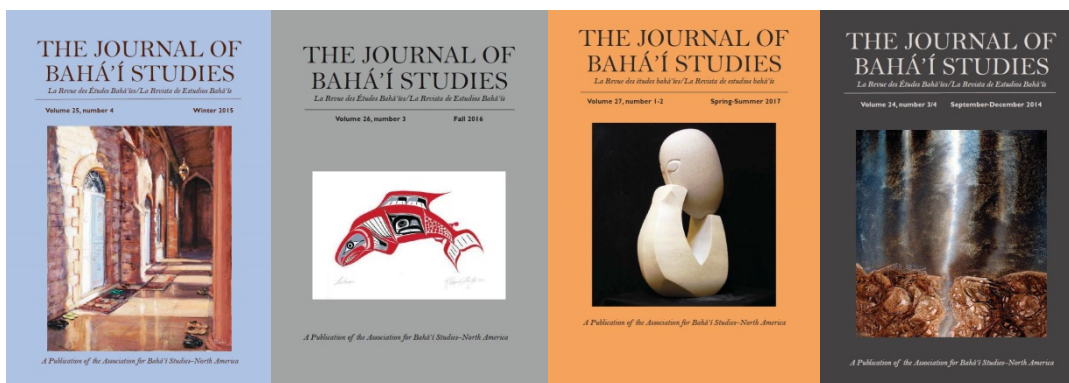 THE JOURNAL OF
BAHÁ'Í STUDIES
La Revue des Études Bahá'íes/La Revista de Estudios Bahá'ís
Volume 25, number 4 Winter 2015
A Publication of the Association for Bahá'í Studies–North America
THE JOURNAL OF
BAHÁ'Í STUDIES
La Revue des Études Bahá'íes/La Revista de Estudios Bahá'ís
Volume 26, number 3 Fall 2016
A Publication of the Association for Bahá'í Studies–North America
THE JOURNAL OF
BAHÁ'Í STUDIES
La Revue des études bahá'íes/La Revista de estudios bahá'ís
Volume 27, number 1-2 Spring-Summer 2017
A Publication of the Association for Bahá'í Studies–North America
THE JOURNAL OF
BAHÁ'Í STUDIES
La Revue des Études Bahá'íes/La Revista de Estudios Bahá'ís
Volume 24, number 3/4 September-December 2014
A Publication of the Association for Bahá'í Studies–North America